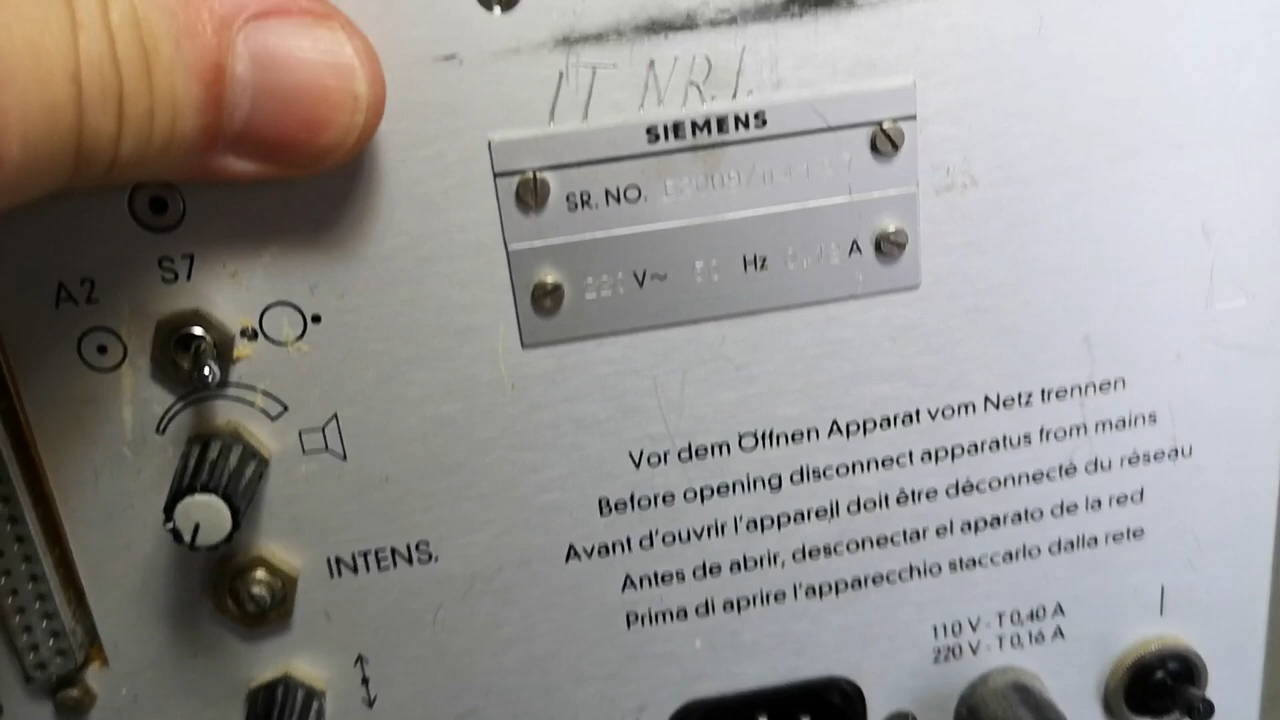 IT NR.1.
SIEMENS
SR. NO.
V~ Hz A
S7
A2
INTENS.
Vor dem Öffnen Apparat vom Netz trennen
Before opening disconnect apparatus from mains
Avant d'ouvrir l'appareil doit être déconnecté du réseau
Antes de abrir, desconectar el aparato de la red
Prima di aprire l'apparecchio staccarlo dalla rete
110 V - T 0,40 A
220 V - T 0,16 A